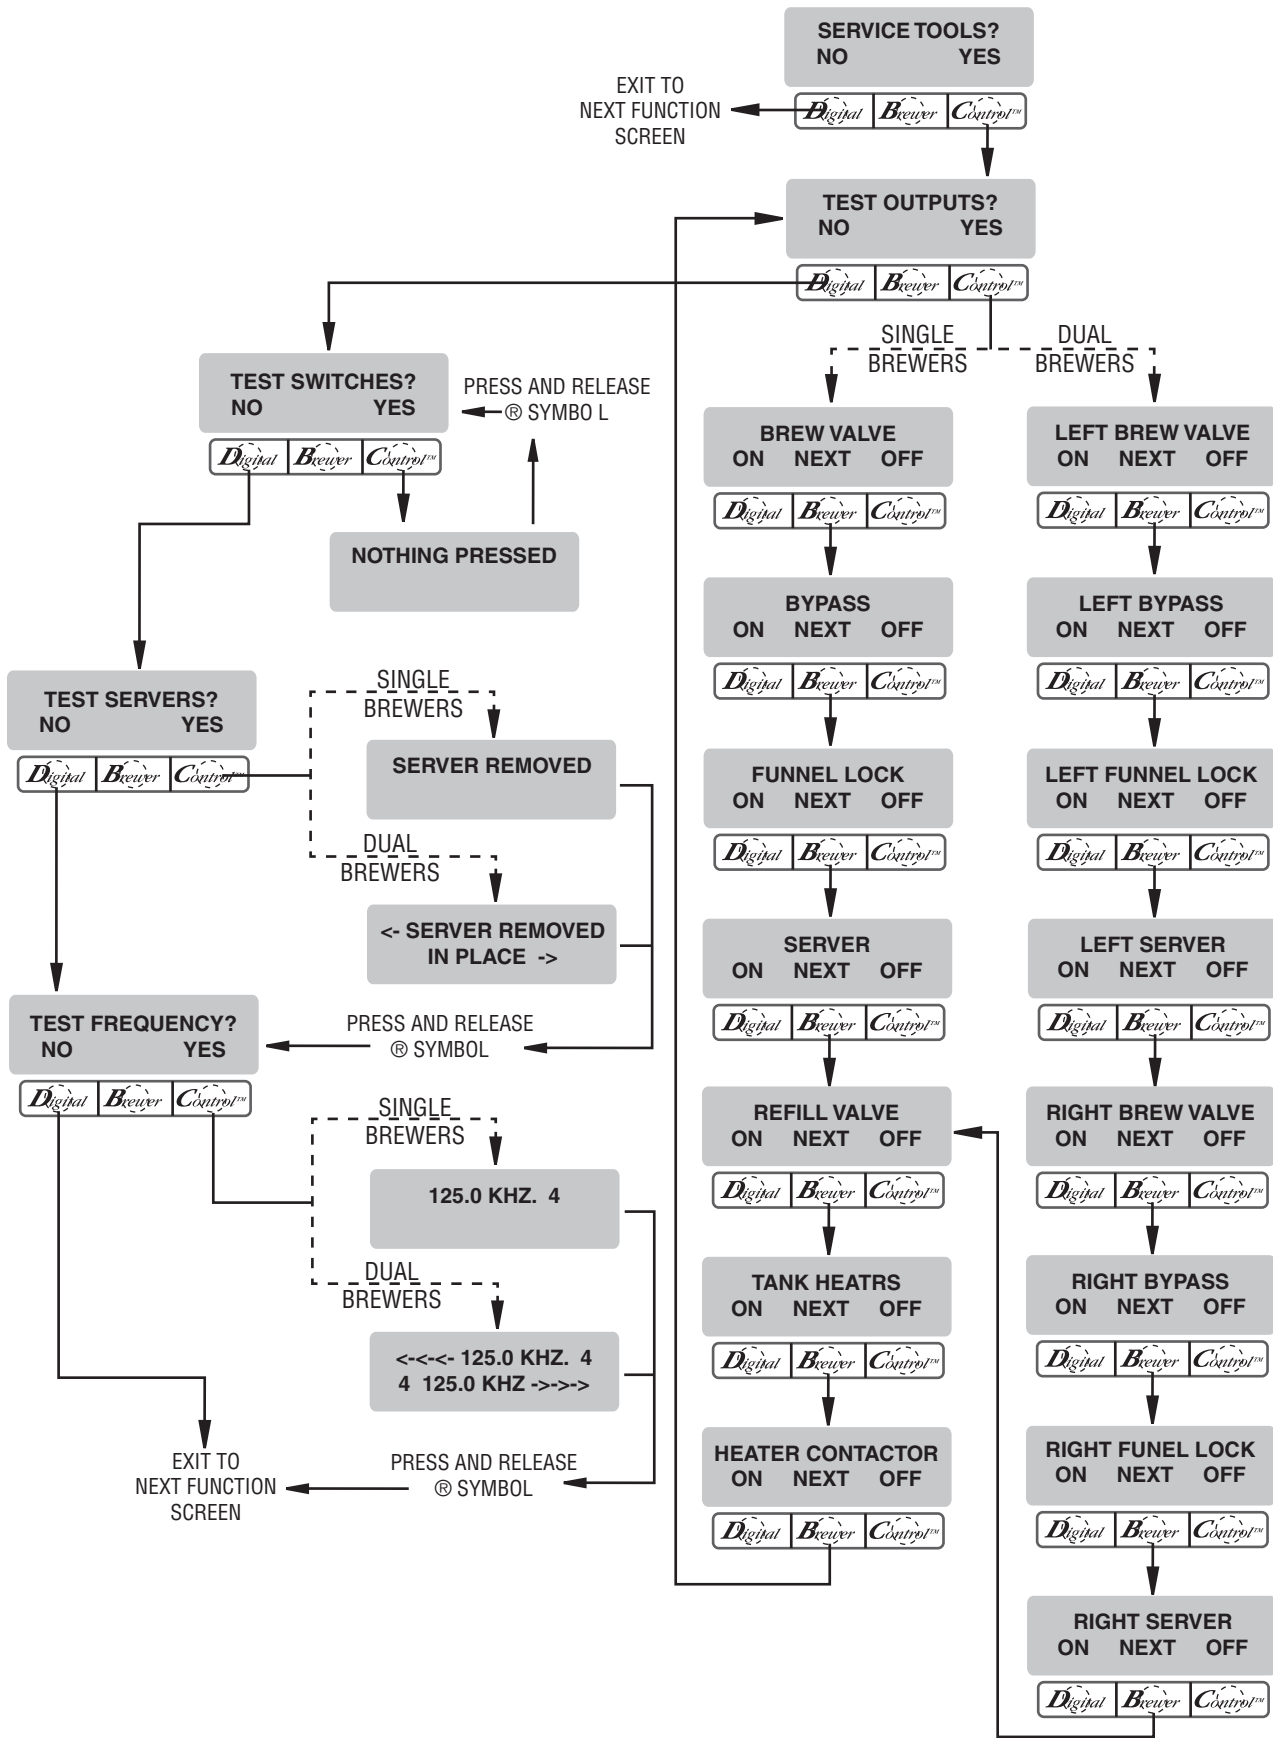 SERVICE TOOLS?
NO YES
EXIT TO
NEXT FUNCTION
SCREEN
Digital Brewer Control™
TEST OUTPUTS?
NO YES
Digital Brewer Control™
SINGLE
BREWERS
DUAL
BREWERS
TEST SWITCHES?
NO YES
Digital Brewer Control™
PRESS AND RELEASE
® SYMBO L
NOTHING PRESSED
TEST SERVERS?
NO YES
Digital Brewer Control™
SINGLE
BREWERS
SERVER REMOVED
DUAL
BREWERS
<- SERVER REMOVED
IN PLACE ->
PRESS AND RELEASE
® SYMBOL
TEST FREQUENCY?
NO YES
Digital Brewer Control™
SINGLE
BREWERS
125.0 KHZ. 4
DUAL
BREWERS
<-<-<- 125.0 KHZ. 4
4 125.0 KHZ ->->->
PRESS AND RELEASE
® SYMBOL
EXIT TO
NEXT FUNCTION
SCREEN
BREW VALVE
ON NEXT OFF
Digital Brewer Control™
BYPASS
ON NEXT OFF
Digital Brewer Control™
FUNNEL LOCK
ON NEXT OFF
Digital Brewer Control™
SERVER
ON NEXT OFF
Digital Brewer Control™
REFILL VALVE
ON NEXT OFF
Digital Brewer Control™
TANK HEATRS
ON NEXT OFF
Digital Brewer Control™
HEATER CONTACTOR
ON NEXT OFF
Digital Brewer Control™
LEFT BREW VALVE
ON NEXT OFF
Digital Brewer Control™
LEFT BYPASS
ON NEXT OFF
Digital Brewer Control™
LEFT FUNNEL LOCK
ON NEXT OFF
Digital Brewer Control™
LEFT SERVER
ON NEXT OFF
Digital Brewer Control™
RIGHT BREW VALVE
ON NEXT OFF
Digital Brewer Control™
RIGHT BYPASS
ON NEXT OFF
Digital Brewer Control™
RIGHT FUNEL LOCK
ON NEXT OFF
Digital Brewer Control™
RIGHT SERVER
ON NEXT OFF
Digital Brewer Control™